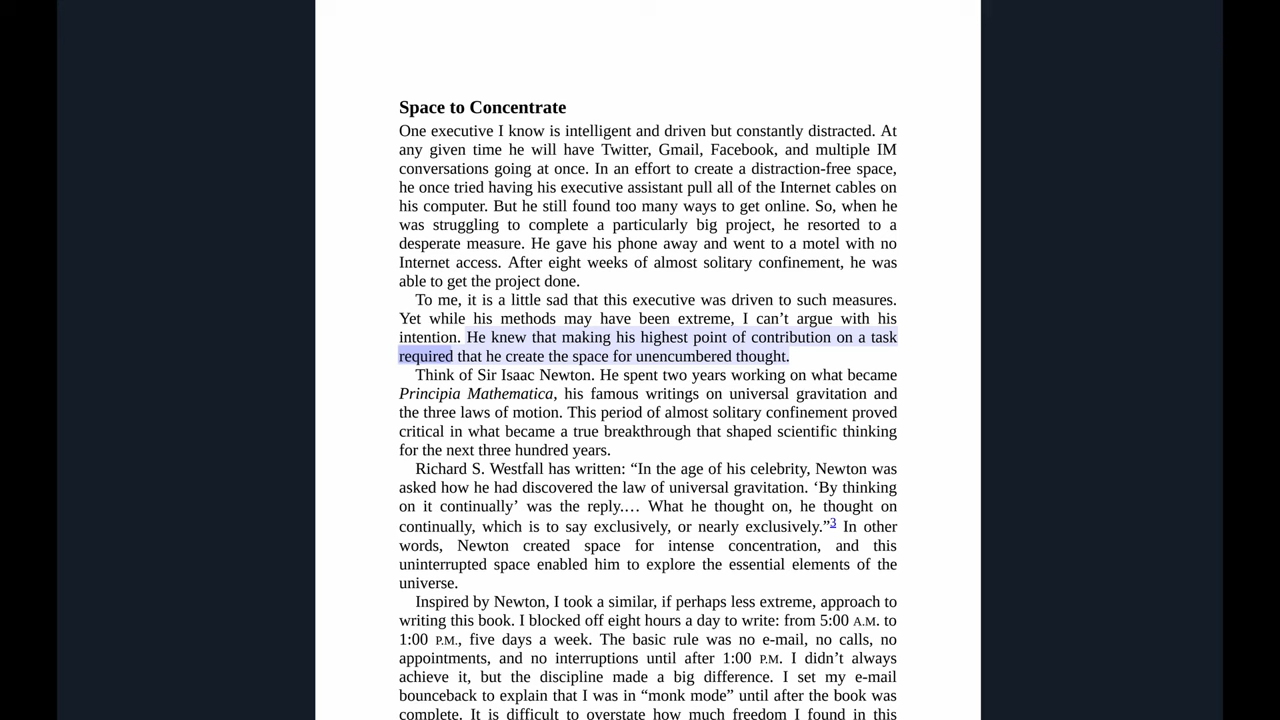 Space to Concentrate
One executive I know is intelligent and driven but constantly distracted. At
any given time he will have Twitter, Gmail, Facebook, and multiple IM
conversations going at once. In an effort to create a distraction-free space,
he once tried having his executive assistant pull all of the Internet cables on
his computer. But he still found too many ways to get online. So, when he
was struggling to complete a particularly big project, he resorted to a
desperate measure. He gave his phone away and went to a motel with no
Internet access. After eight weeks of almost solitary confinement, he was
able to get the project done.
To me, it is a little sad that this executive was driven to such measures.
Yet while his methods may have been extreme, I can’t argue with his
intention. He knew that making his highest point of contribution on a task
required that he create the space for unencumbered thought.
Think of Sir Isaac Newton. He spent two years working on what became
Principia Mathematica, his famous writings on universal gravitation and
the three laws of motion. This period of almost solitary confinement proved
critical in what became a true breakthrough that shaped scientific thinking
for the next three hundred years.
Richard S. Westfall has written: “In the age of his celebrity, Newton was
asked how he had discovered the law of universal gravitation. ‘By thinking
on it continually’ was the reply.… What he thought on, he thought on
continually, which is to say exclusively, or nearly exclusively.”3 In other
words, Newton created space for intense concentration, and this
uninterrupted space enabled him to explore the essential elements of the
universe.
Inspired by Newton, I took a similar, if perhaps less extreme, approach to
writing this book. I blocked off eight hours a day to write: from 5:00 A.M. to
1:00 P.M., five days a week. The basic rule was no e-mail, no calls, no
appointments, and no interruptions until after 1:00 P.M. I didn’t always
achieve it, but the discipline made a big difference. I set my e-mail
bounceback to explain that I was in “monk mode” until after the book was
complete. It is difficult to overstate how much freedom I found in this